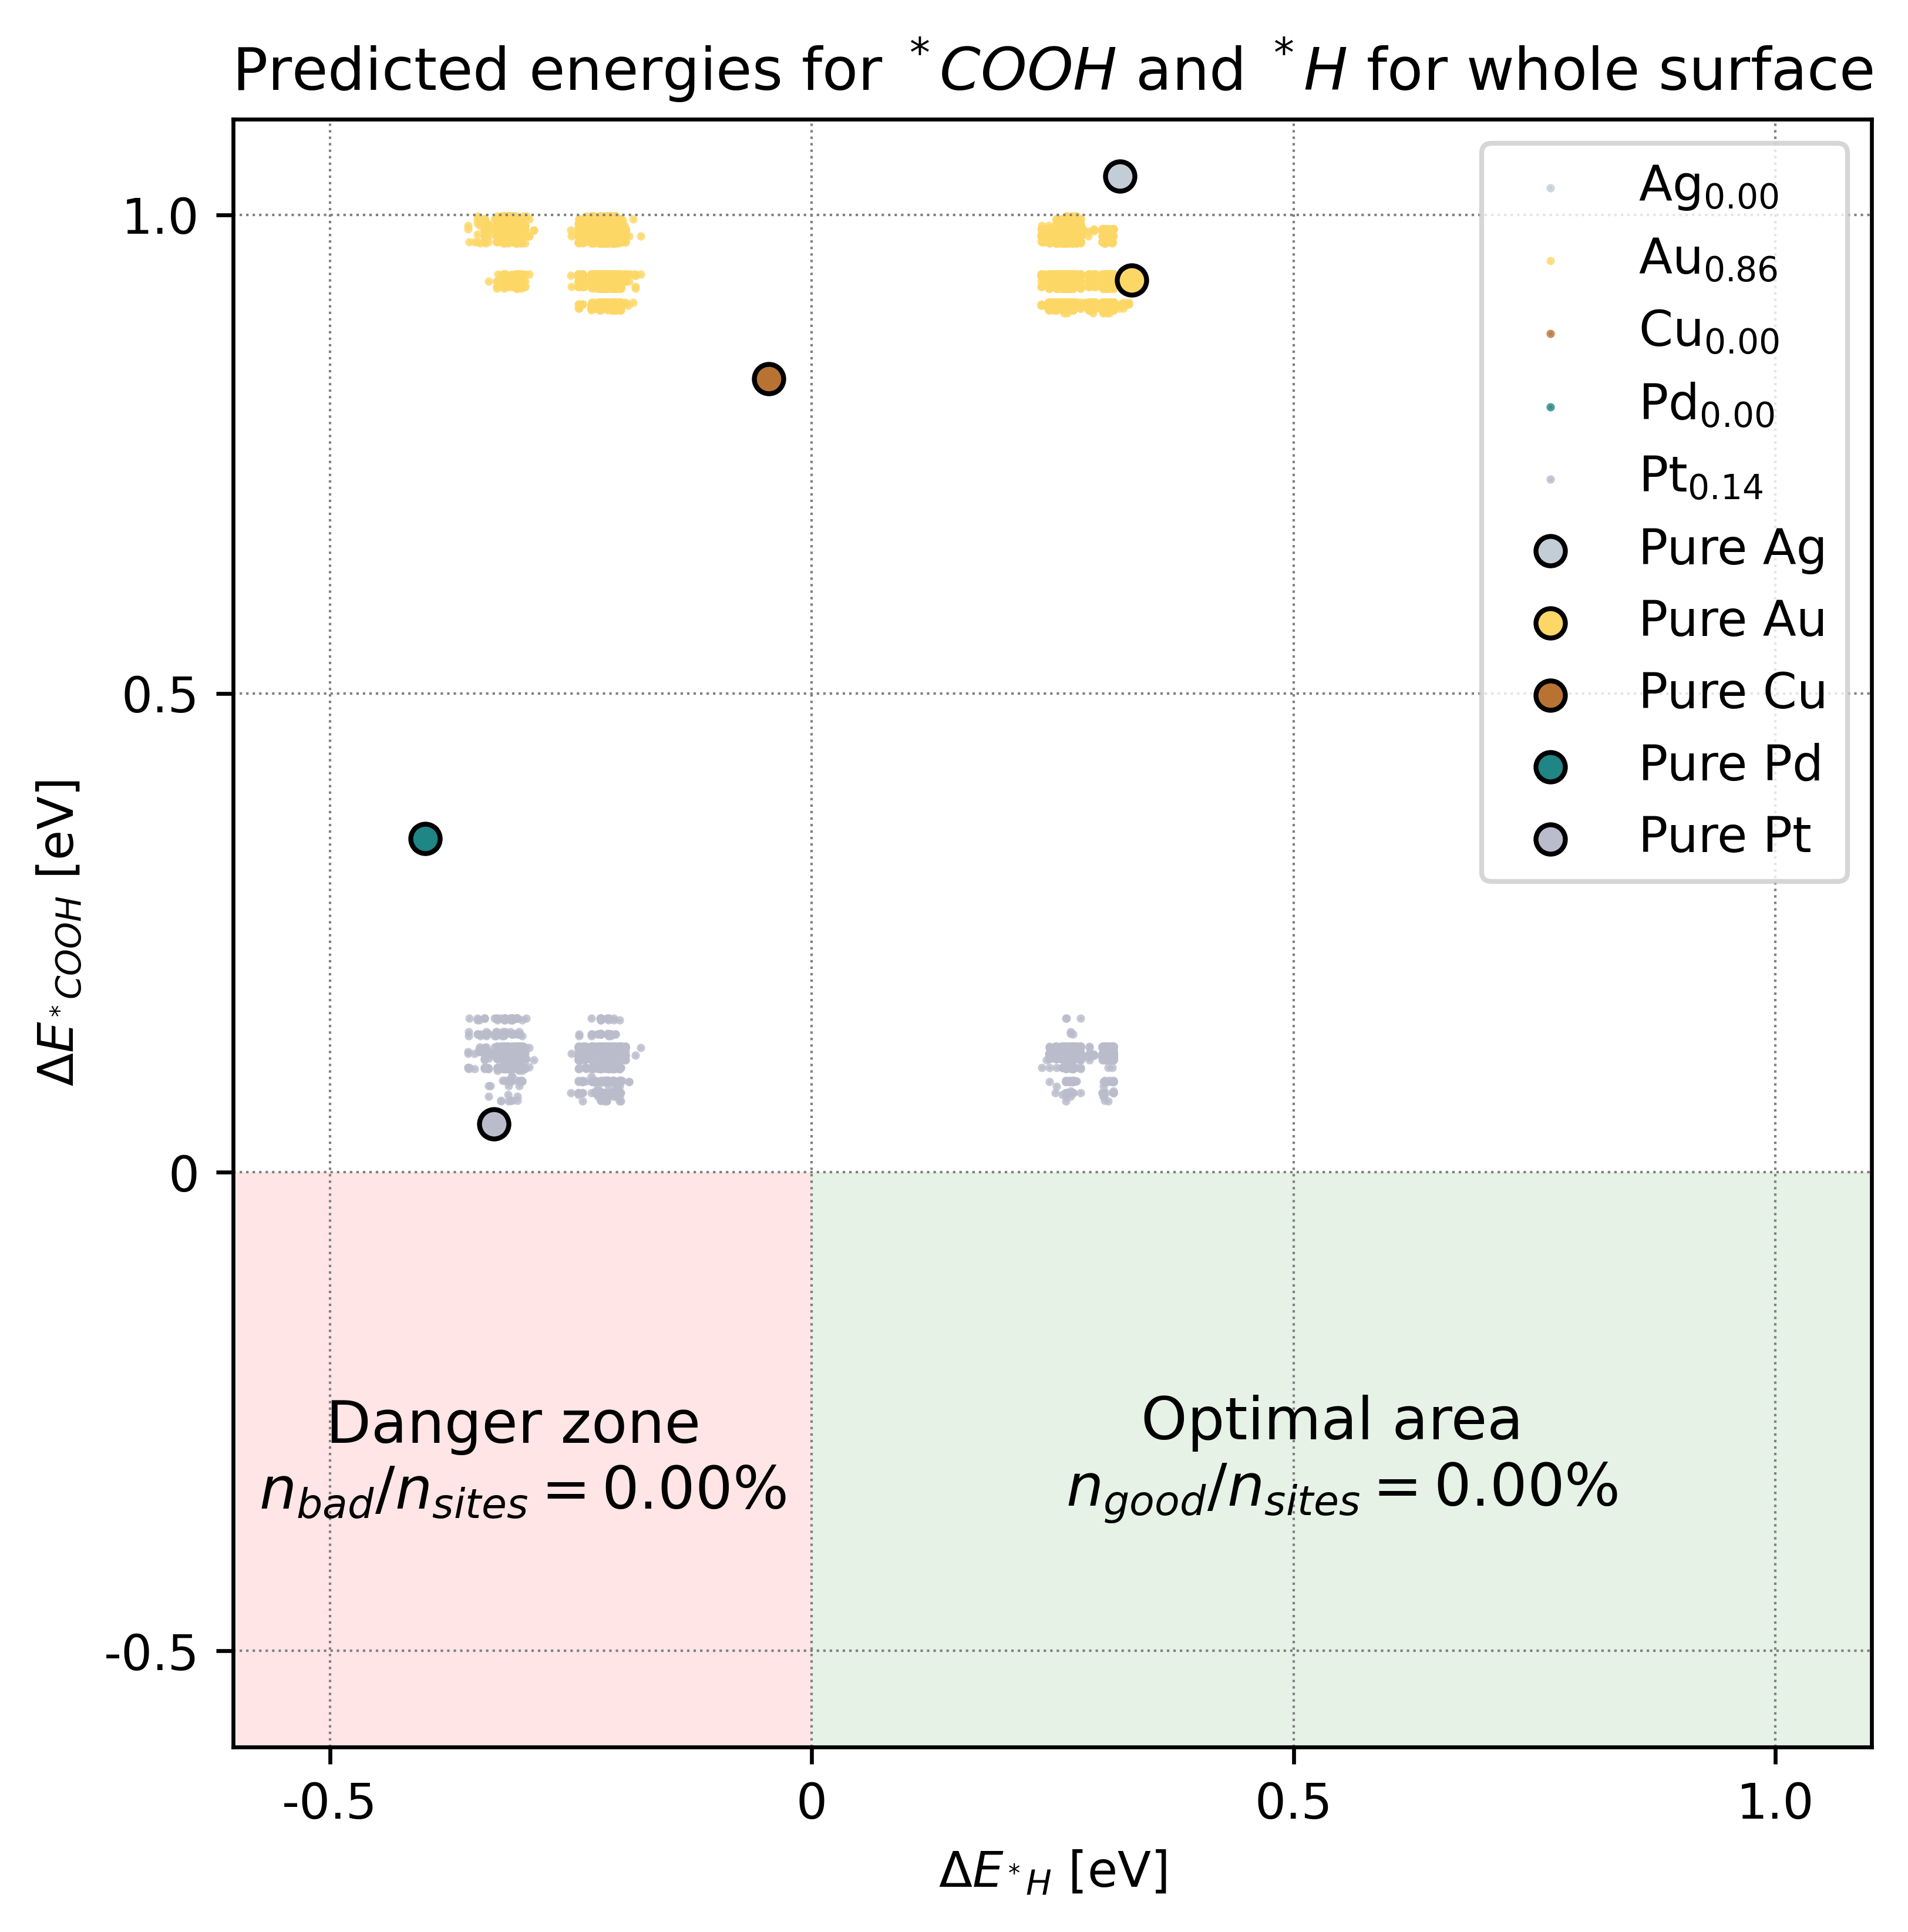 Predicted energies for *COOH and *H for whole surface
1.0
0.5
0
-0.5
ΔE*COOH [eV]
Ag0.00
Au0.86
Cu0.00
Pd0.00
Pt0.14
Pure Ag
Pure Au
Pure Cu
Pure Pd
Pure Pt
Danger zone
nbad/nsites = 0.00%
Optimal area
ngood/nsites = 0.00%
-0.5 0 0.5 1.0
ΔE*H [eV]